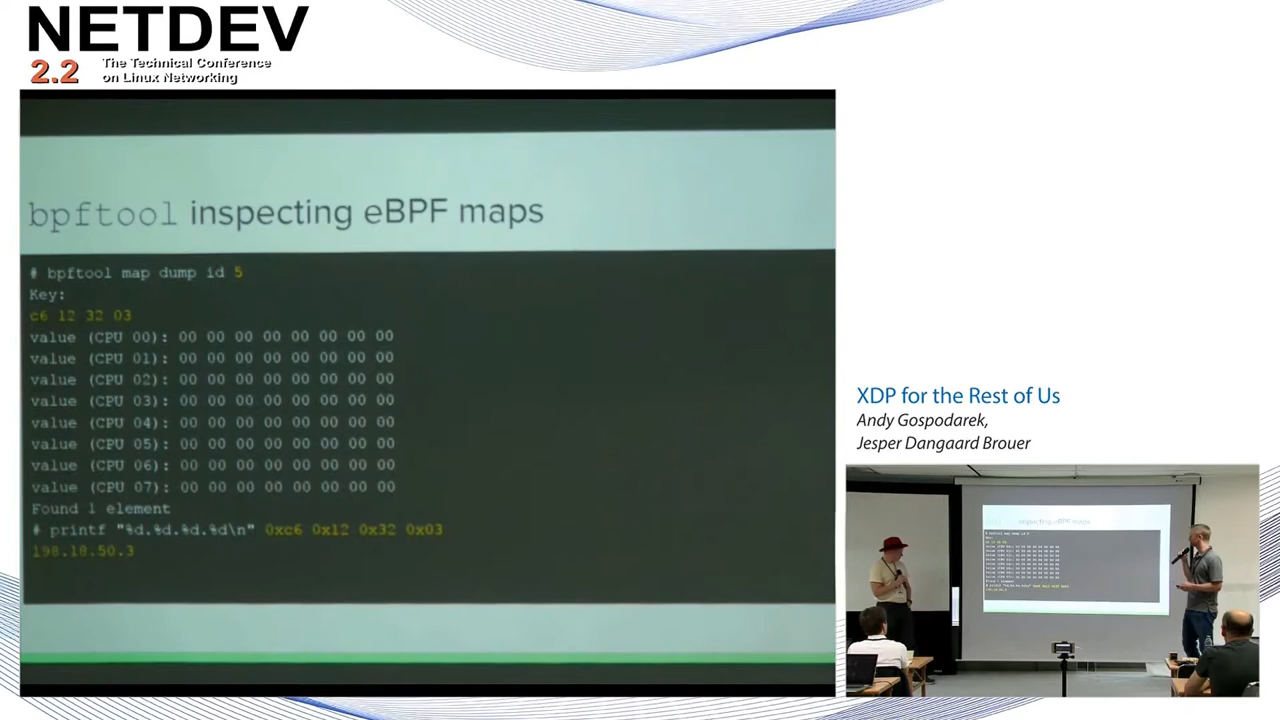 NETDEV
2.2
The Technical Conference
on Linux Networking
bpftool inspecting eBPF maps
# bpftool map dump id 5
Key:
c6 12 32 03
value (CPU 00): 00 00 00 00 00 00 00 00
value (CPU 01): 00 00 00 00 00 00 00 00
value (CPU 02): 00 00 00 00 00 00 00 00
value (CPU 03): 00 00 00 00 00 00 00 00
value (CPU 04): 00 00 00 00 00 00 00 00
value (CPU 05): 00 00 00 00 00 00 00 00
value (CPU 06): 00 00 00 00 00 00 00 00
value (CPU 07): 00 00 00 00 00 00 00 00
Found 1 element
# printf "%d.%d.%d.%d\n" 0xc6 0x12 0x32 0x03
198.18.50.3
XDP for the Rest of Us
Andy Gospodarek,
Jesper Dangaard Brouer
inspecting eBPF maps